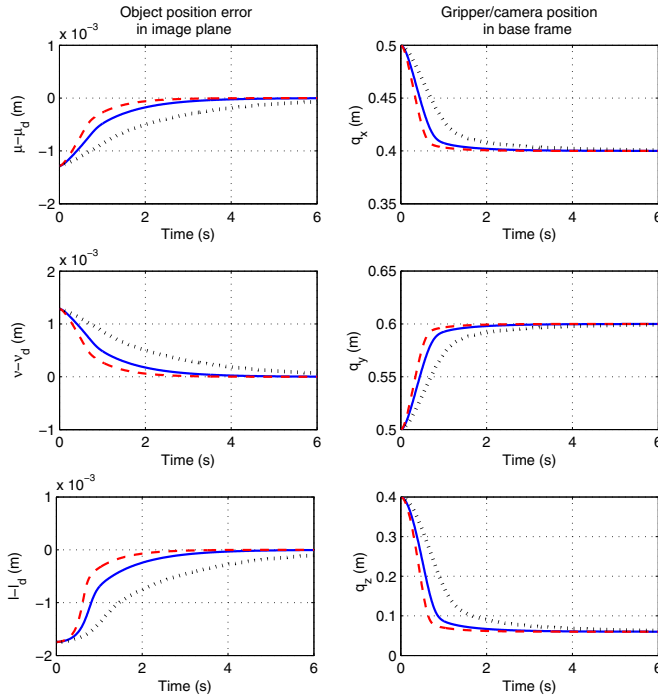 Object position error
in image plane
x 10⁻³
1
0
−1
−2
0
2
4
6
μ−μ_d (m)
Time (s)
Gripper/camera position
in base frame
0.5
0.45
0.4
0.35
0
2
4
6
q_x (m)
Time (s)
x 10⁻³
2
1
0
−1
0
2
4
6
ν−ν_d (m)
Time (s)
0.65
0.6
0.55
0.5
0
2
4
6
q_y (m)
Time (s)
x 10⁻³
1
0
−1
−2
0
2
4
6
l−l_d (m)
Time (s)
0.4
0.3
0.2
0.1
0
0
2
4
6
q_z (m)
Time (s)